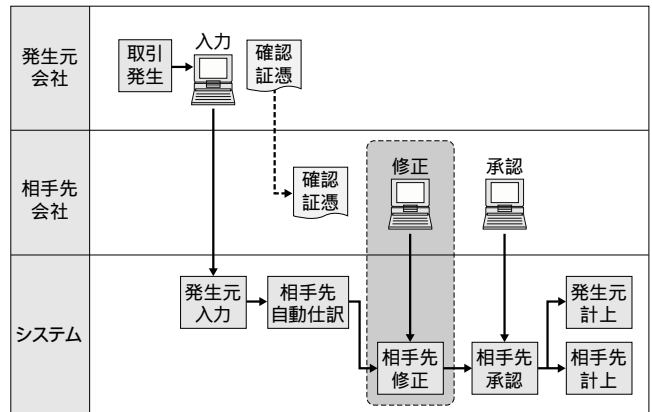 発生元
会社
取引
発生
入力
確認
証憑
相手先
会社
確認
証憑
修正
承認
システム
発生元
入力
相手先
自動仕訳
相手先
修正
相手先
承認
発生元
計上
相手先
計上